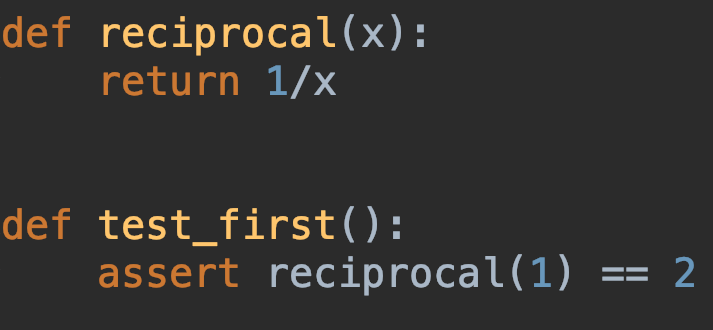 def reciprocal(x):
    return 1/x
def test_first():
    assert reciprocal(1) == 2